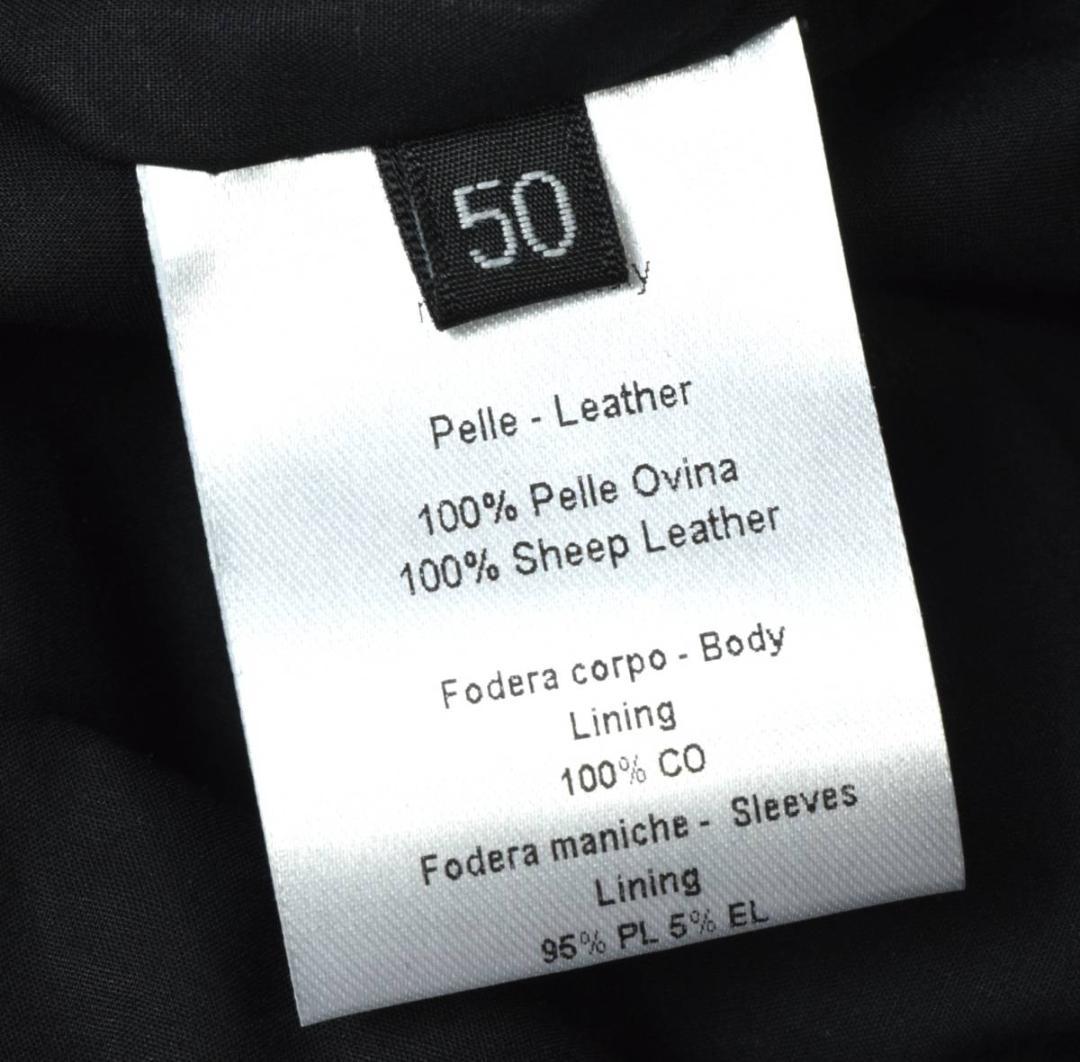 50
Pelle - Leather
100% Pelle Ovina
100% Sheep Leather
Fodera corpo - Body
Lining
100% CO
Fodera maniche - Sleeves
Lining
95% PL 5% EL